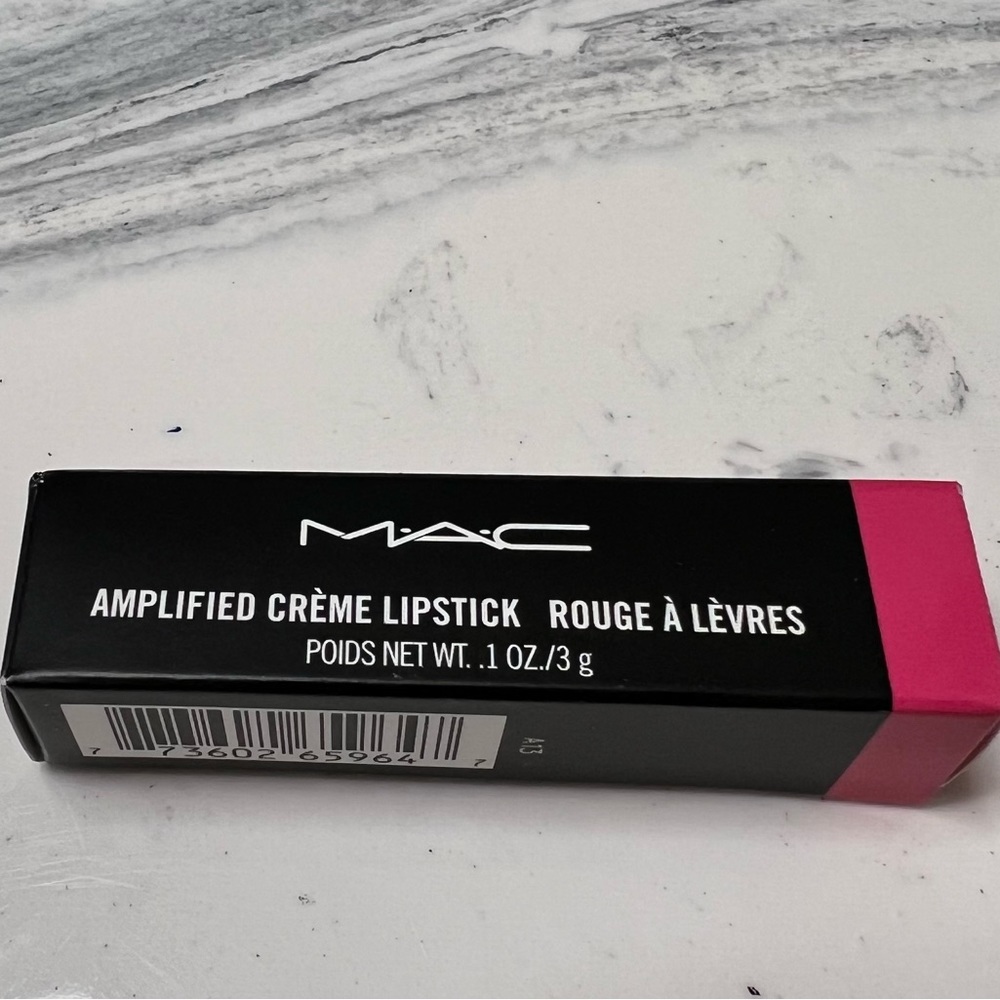 M·A·C
AMPLIFIED CRÈME LIPSTICK ROUGE À LÈVRES
POIDS NET WT. .1 OZ./3 g
7 73602 65964 7
A13